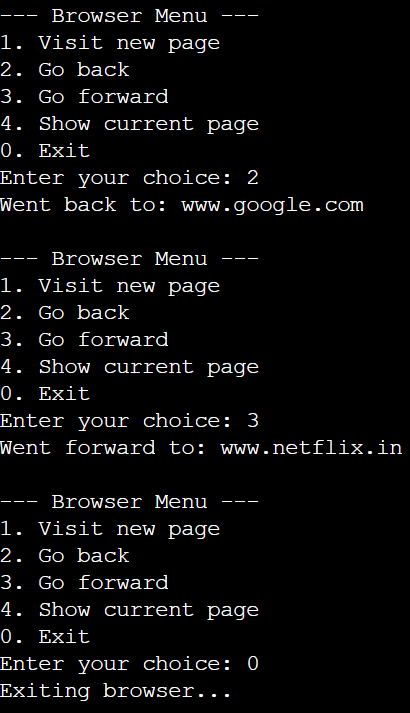 --- Browser Menu ---
1. Visit new page
2. Go back
3. Go forward
4. Show current page
0. Exit
Enter your choice: 2
Went back to: www.google.com

--- Browser Menu ---
1. Visit new page
2. Go back
3. Go forward
4. Show current page
0. Exit
Enter your choice: 3
Went forward to: www.netflix.in

--- Browser Menu ---
1. Visit new page
2. Go back
3. Go forward
4. Show current page
0. Exit
Enter your choice: 0
Exiting browser...